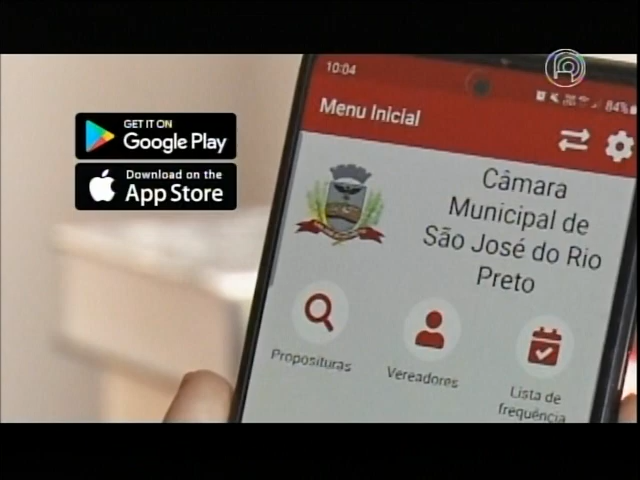 10:04
84%
Menu Inicial
GET IT ON
Google Play
Download on the
App Store
Câmara
Municipal de
São José do Rio
Preto
Proposituras
Vereadores
Lista de
frequência